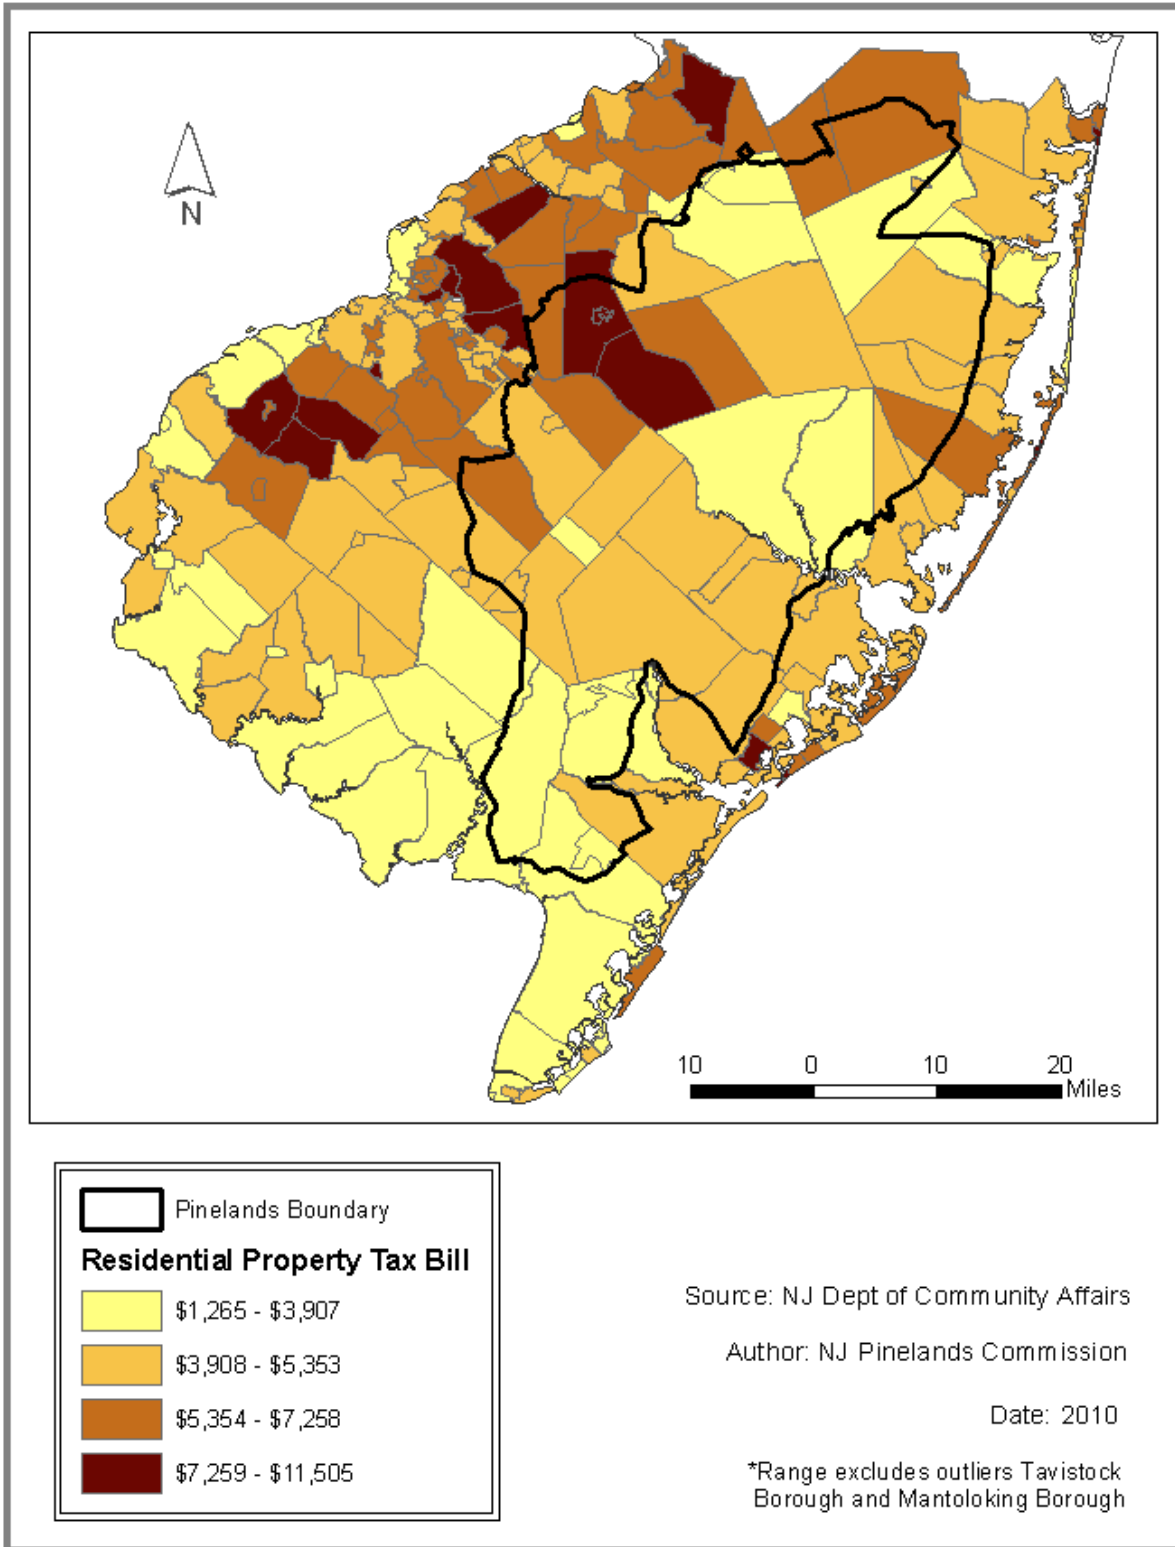 N
10 0 10 20
Miles
Pinelands Boundary
Residential Property Tax Bill
$1,265 - $3,907
$3,908 - $5,353
$5,354 - $7,258
$7,259 - $11,505
Source: NJ Dept of Community Affairs
Author: NJ Pinelands Commission
Date: 2010
*Range excludes outliers Tavistock
Borough and Mantoloking Borough